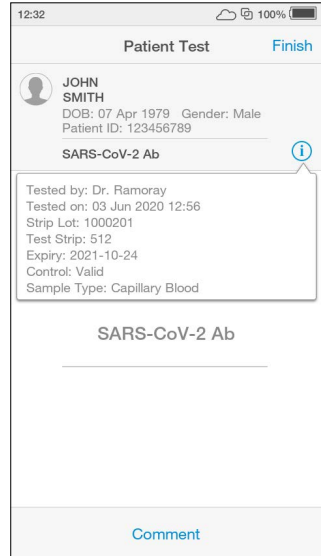 12:32 100%
Patient Test Finish
JOHN
SMITH
DOB: 07 Apr 1979 Gender: Male
Patient ID: 123456789
SARS-CoV-2 Ab
Tested by: Dr. Ramoray
Tested on: 03 Jun 2020 12:56
Strip Lot: 1000201
Test Strip: 512
Expiry: 2021-10-24
Control: Valid
Sample Type: Capillary Blood
SARS-CoV-2 Ab
Comment